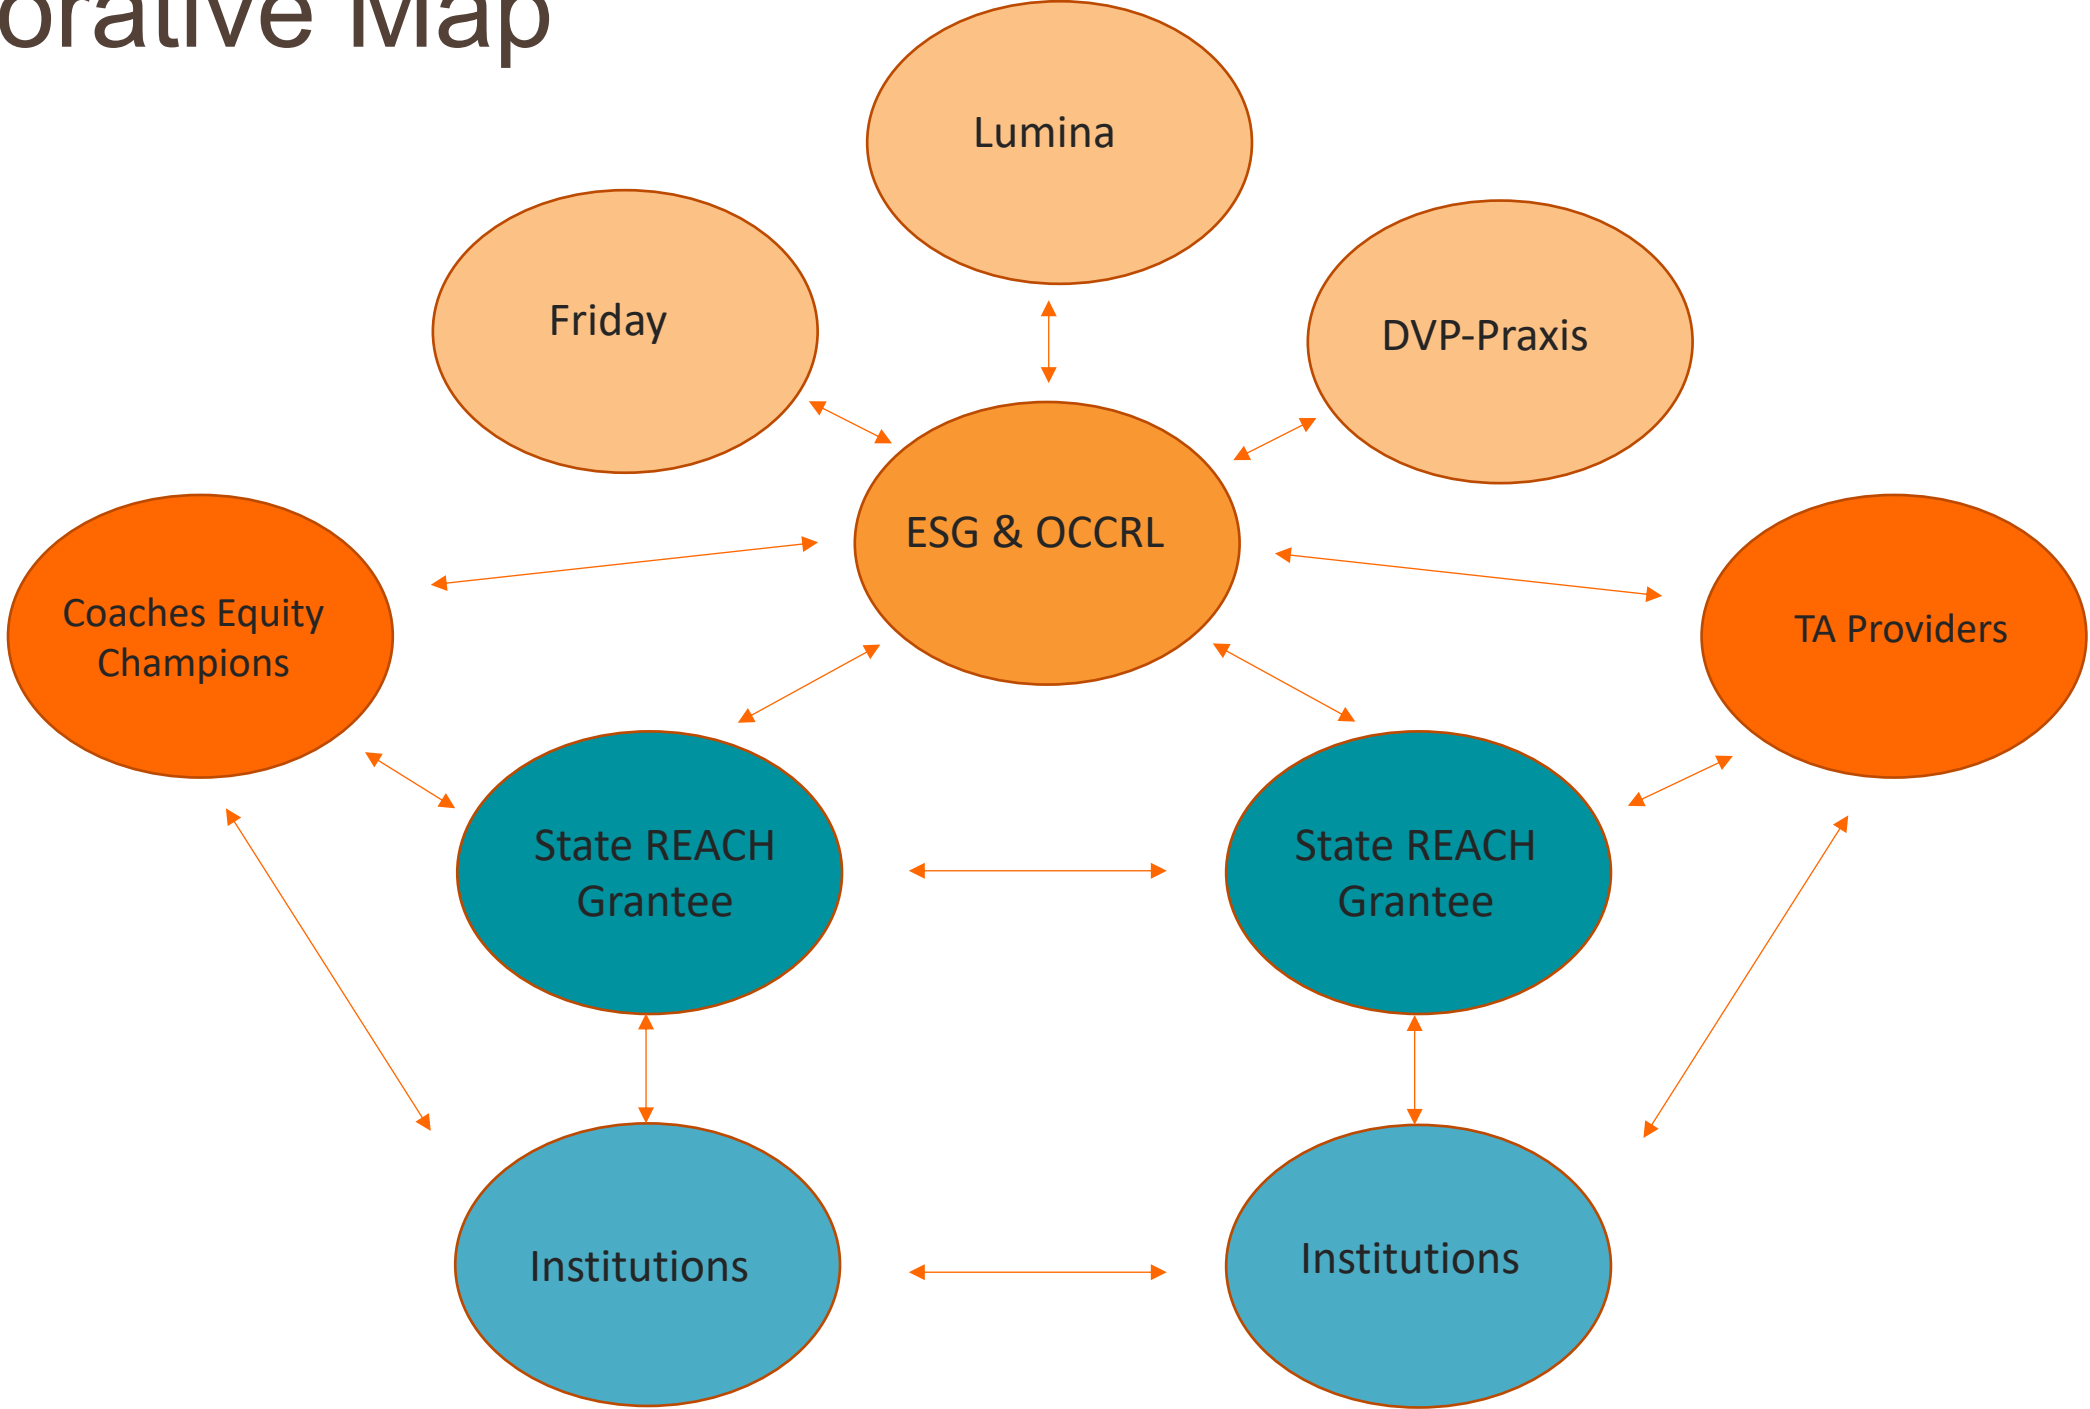 orative Map
Lumina
Friday
DVP-Praxis
ESG & OCCRL
Coaches Equity
Champions
TA Providers
State REACH
Grantee
State REACH
Grantee
Institutions
Institutions